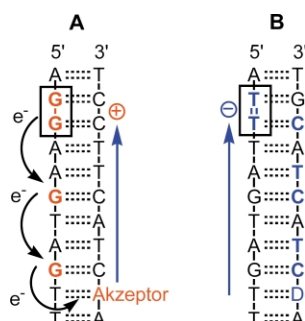 A B
5' 3' 5' 3'
A T A T
G C T G
G C ⊕ ⊖ T C
e⁻ A T T A
A T A T
e⁻ G C G C
T A T A
A T A T
G C G C
e⁻ T Akzeptor T D
T A T A